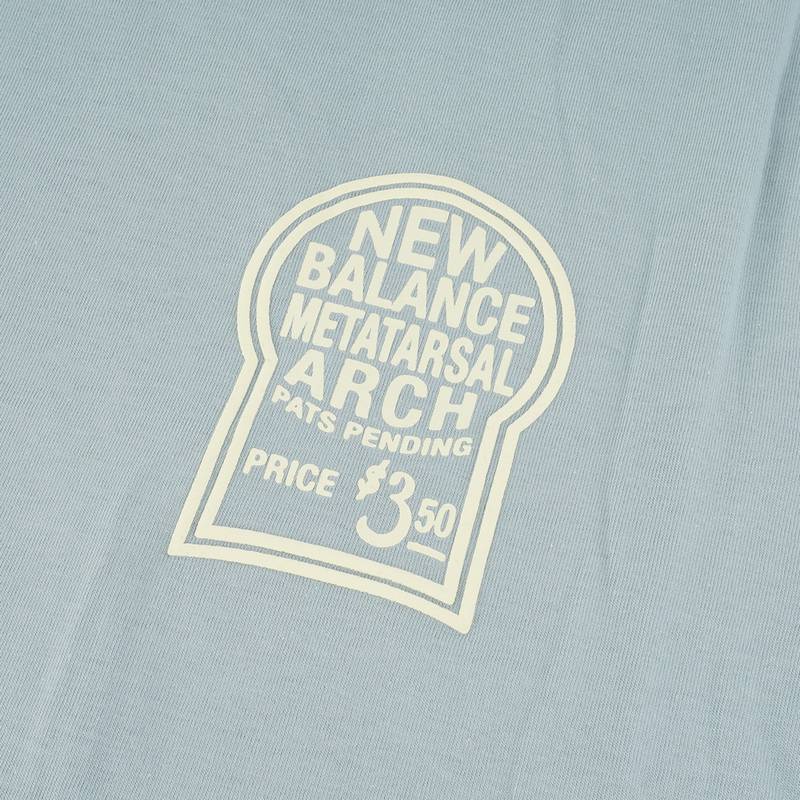 NEW
BALANCE
METATARSAL
ARCH
PATS PENDING
PRICE $3.50